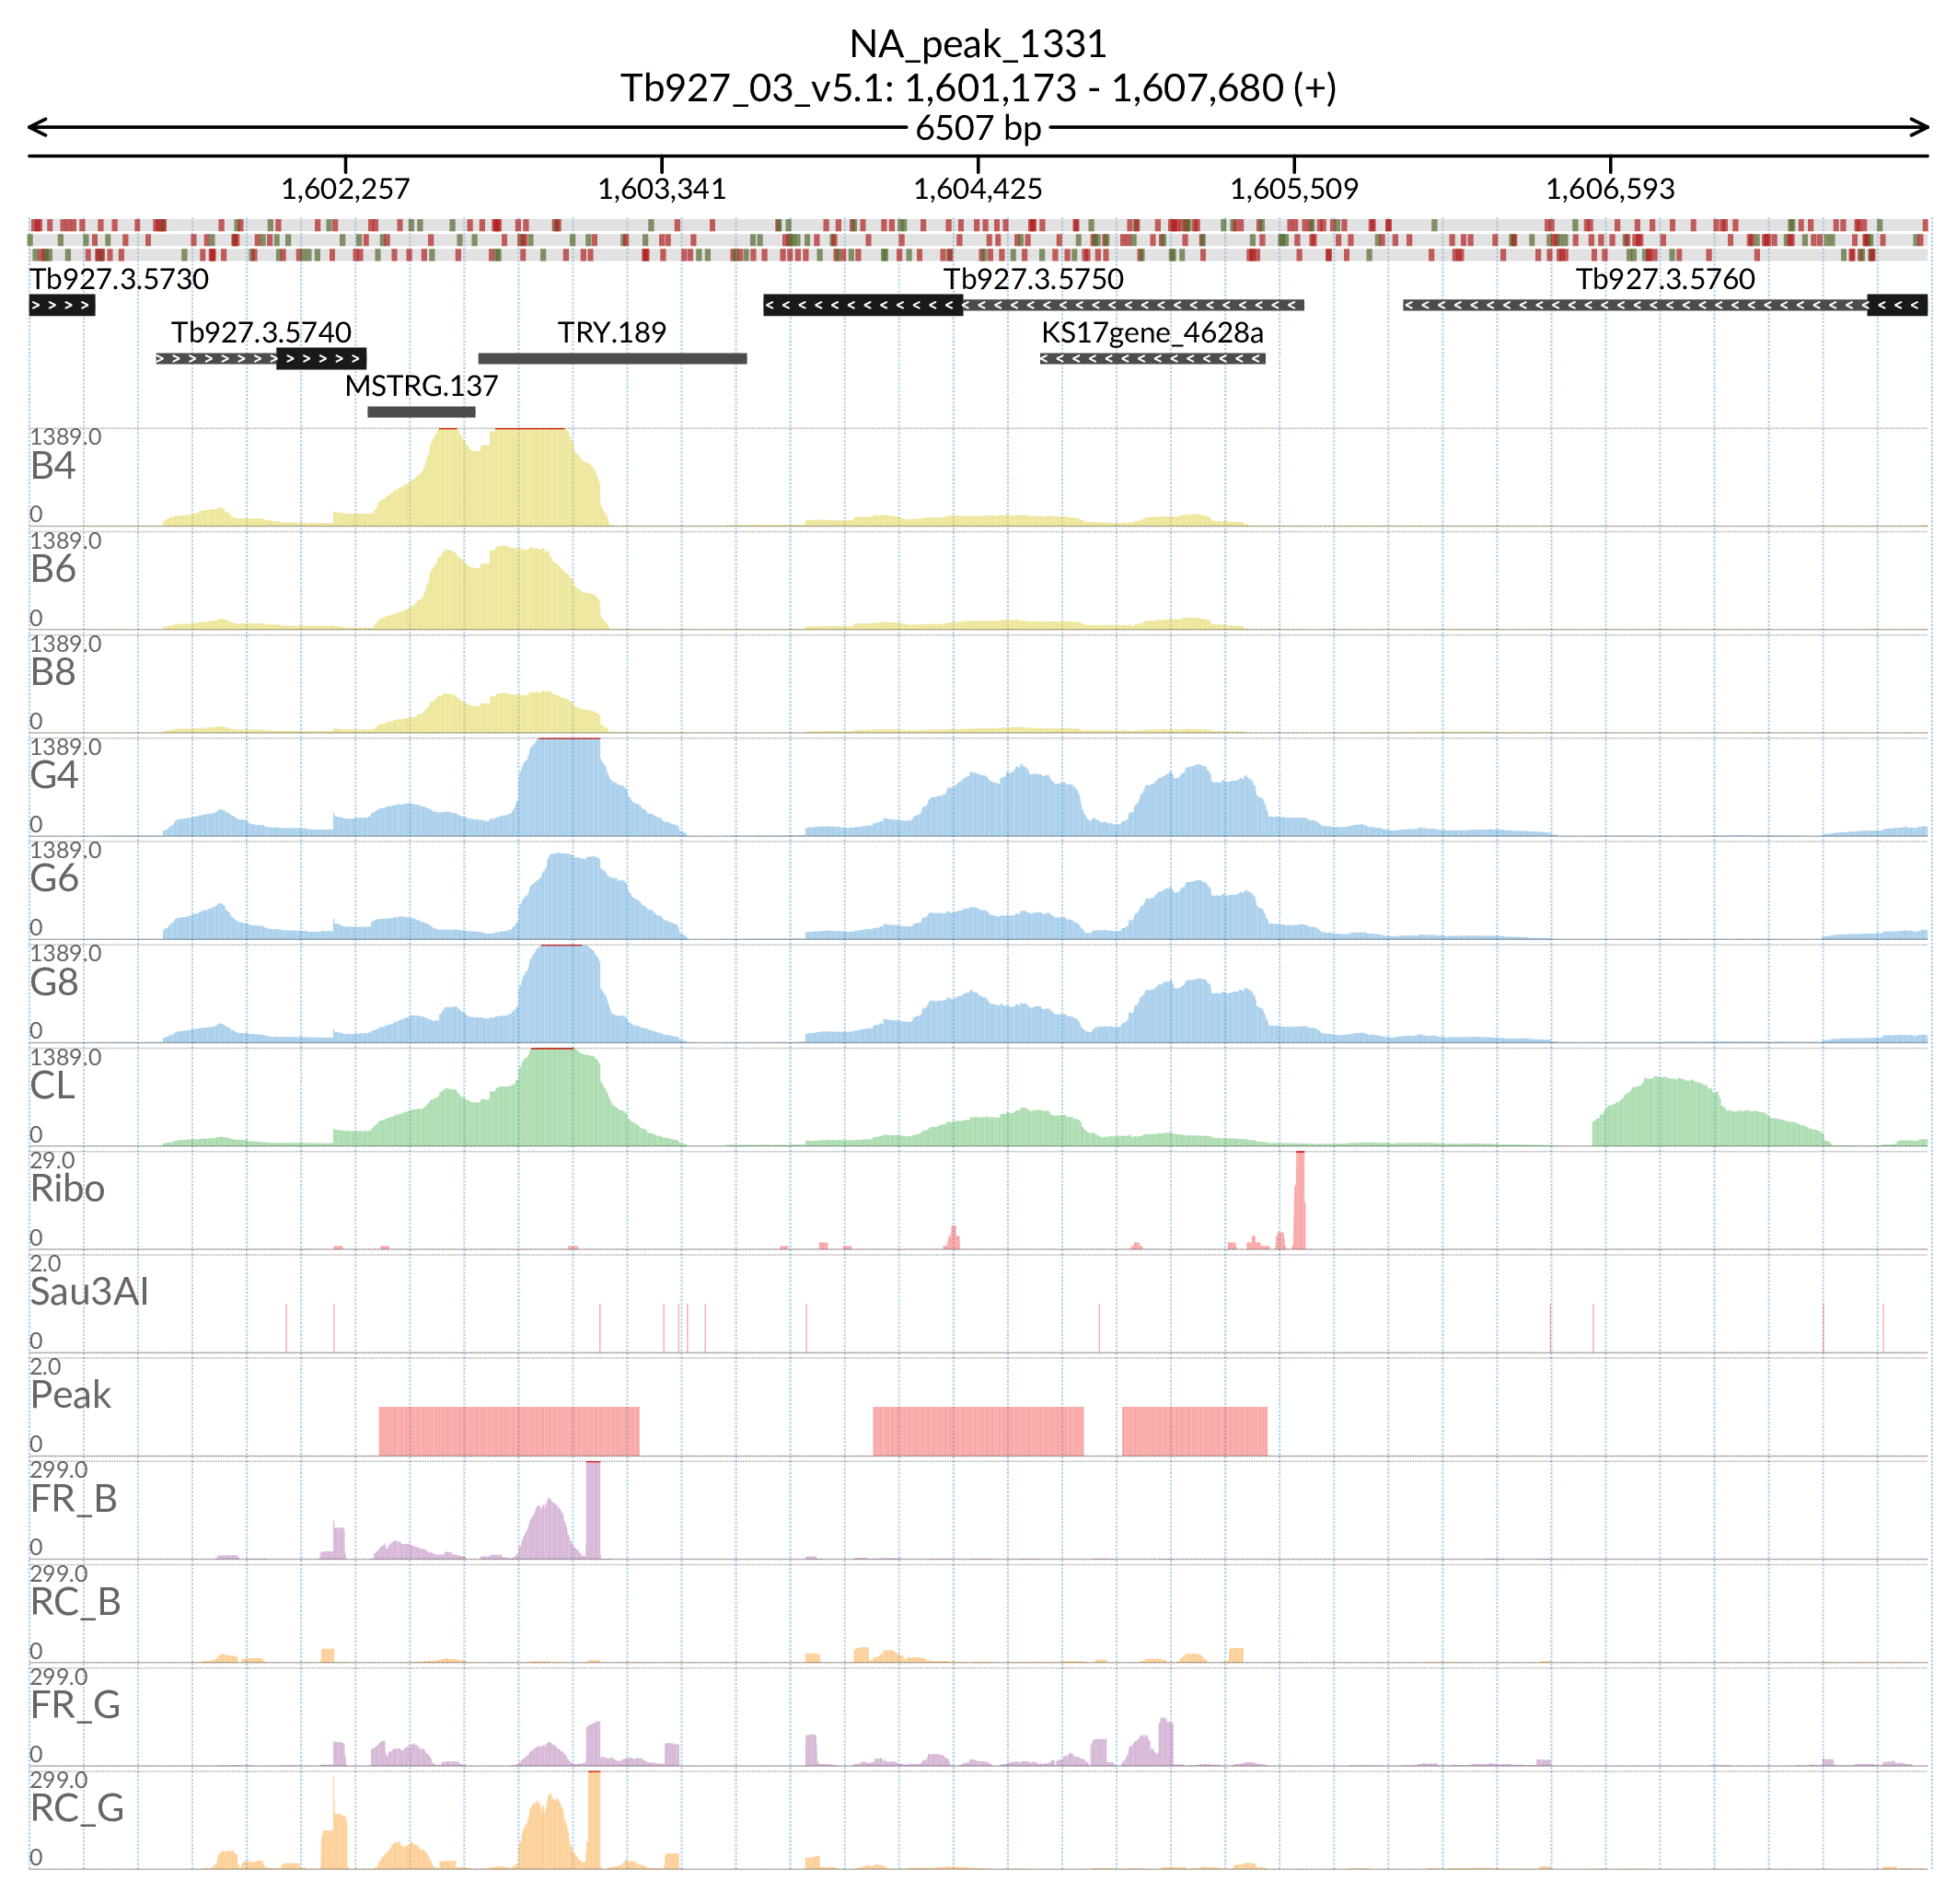 NA_peak_1331
Tb927_03_v5.1: 1,601,173 - 1,607,680 (+)
6507 bp
1,602,257 1,603,341 1,604,425 1,605,509 1,606,593
Tb927.3.5730 Tb927.3.5750 Tb927.3.5760
Tb927.3.5740 TRY.189 KS17gene_4628a
MSTRG.137
1389.0
B4
0
1389.0
B6
0
1389.0
B8
0
1389.0
G4
0
1389.0
G6
0
1389.0
G8
0
1389.0
CL
0
29.0
Ribo
0
2.0
Sau3AI
0
2.0
Peak
0
299.0
FR_B
0
299.0
RC_B
0
299.0
FR_G
0
299.0
RC_G
0